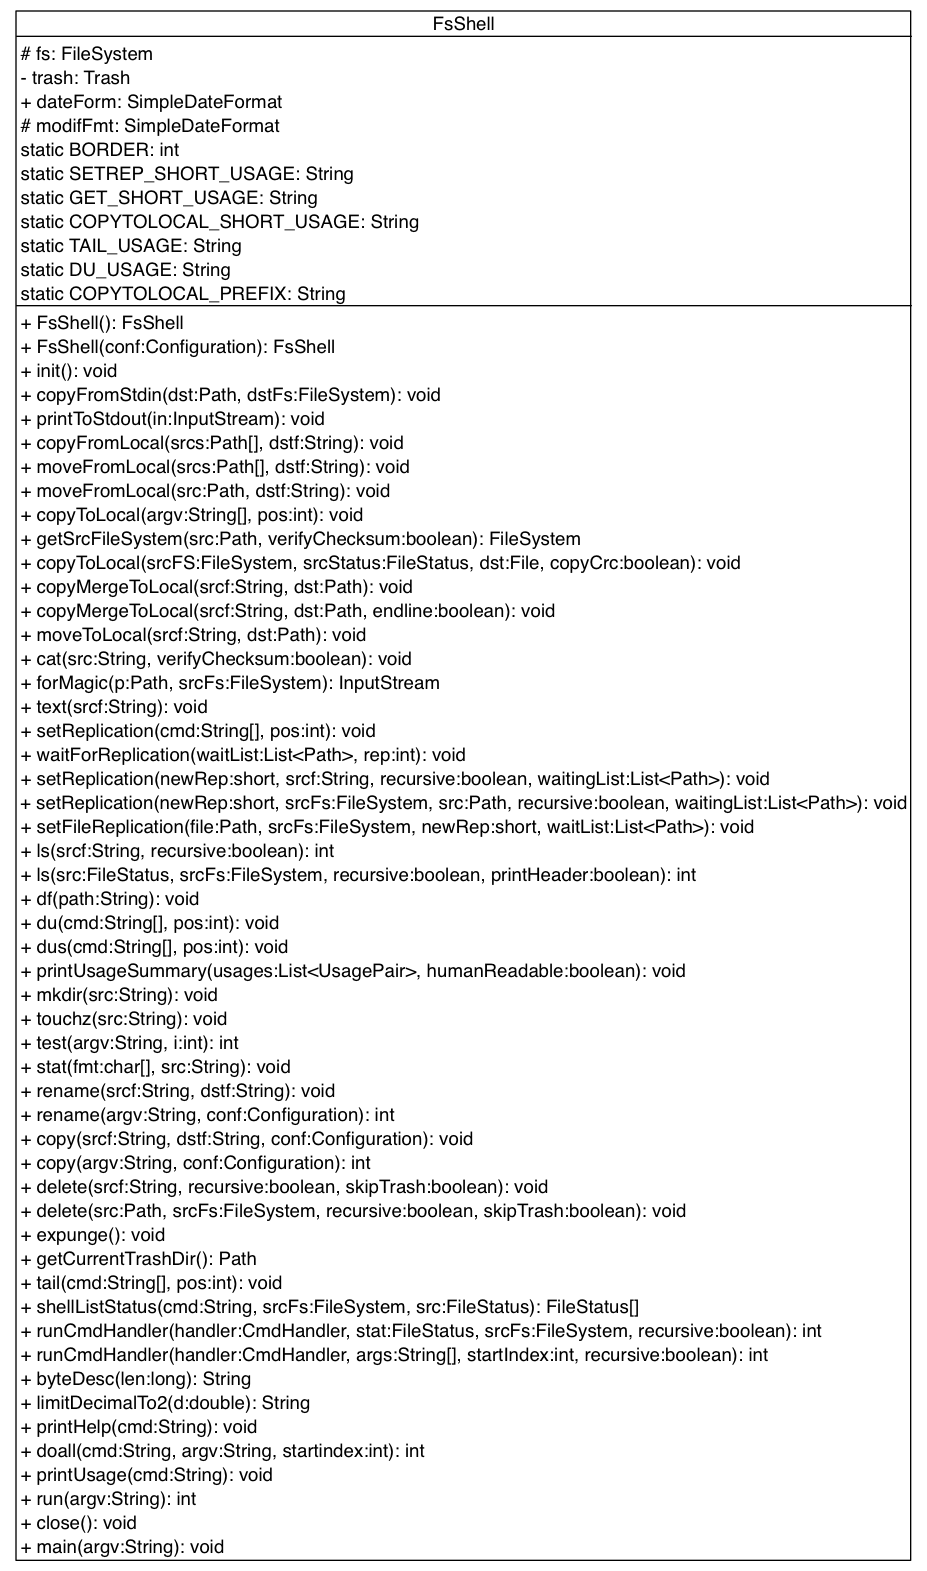 FsShell
# fs: FileSystem
- trash: Trash
+ dateForm: SimpleDateFormat
# modifFmt: SimpleDateFormat
static BORDER: int
static SETREP_SHORT_USAGE: String
static GET_SHORT_USAGE: String
static COPYTOLOCAL_SHORT_USAGE: String
static TAIL_USAGE: String
static DU_USAGE: String
static COPYTOLOCAL_PREFIX: String
+ FsShell(): FsShell
+ FsShell(conf:Configuration): FsShell
+ init(): void
+ copyFromStdin(dst:Path, dstFs:FileSystem): void
+ printToStdout(in:InputStream): void
+ copyFromLocal(srcs:Path[], dstf:String): void
+ moveFromLocal(srcs:Path[], dstf:String): void
+ moveFromLocal(src:Path, dstf:String): void
+ copyToLocal(argv:String[], pos:int): void
+ getSrcFileSystem(src:Path, verifyChecksum:boolean): FileSystem
+ copyToLocal(srcFS:FileSystem, srcStatus:FileStatus, dst:File, copyCrc:boolean): void
+ copyMergeToLocal(srcf:String, dst:Path): void
+ copyMergeToLocal(srcf:String, dst:Path, endline:boolean): void
+ moveToLocal(srcf:String, dst:Path): void
+ cat(src:String, verifyChecksum:boolean): void
+ forMagic(p:Path, srcFs:FileSystem): InputStream
+ text(srcf:String): void
+ setReplication(cmd:String[], pos:int): void
+ waitForReplication(waitList:List<Path>, rep:int): void
+ setReplication(newRep:short, srcf:String, recursive:boolean, waitingList:List<Path>): void
+ setReplication(newRep:short, srcFs:FileSystem, src:Path, recursive:boolean, waitingList:List<Path>): void
+ setFileReplication(file:Path, srcFs:FileSystem, newRep:short, waitList:List<Path>): void
+ ls(srcf:String, recursive:boolean): int
+ ls(src:FileStatus, srcFs:FileSystem, recursive:boolean, printHeader:boolean): int
+ df(path:String): void
+ du(cmd:String[], pos:int): void
+ dus(cmd:String[], pos:int): void
+ printUsageSummary(usages:List<UsagePair>, humanReadable:boolean): void
+ mkdir(src:String): void
+ touchz(src:String): void
+ test(argv:String, i:int): int
+ stat(fmt:char[], src:String): void
+ rename(srcf:String, dstf:String): void
+ rename(argv:String, conf:Configuration): int
+ copy(srcf:String, dstf:String, conf:Configuration): void
+ copy(argv:String, conf:Configuration): int
+ delete(srcf:String, recursive:boolean, skipTrash:boolean): void
+ delete(src:Path, srcFs:FileSystem, recursive:boolean, skipTrash:boolean): void
+ expunge(): void
+ getCurrentTrashDir(): Path
+ tail(cmd:String[], pos:int): void
+ shellListStatus(cmd:String, srcFs:FileSystem, src:FileStatus): FileStatus[]
+ runCmdHandler(handler:CmdHandler, stat:FileStatus, srcFs:FileSystem, recursive:boolean): int
+ runCmdHandler(handler:CmdHandler, args:String[], startIndex:int, recursive:boolean): int
+ byteDesc(len:long): String
+ limitDecimalTo2(d:double): String
+ printHelp(cmd:String): void
+ doall(cmd:String, argv:String, startindex:int): int
+ printUsage(cmd:String): void
+ run(argv:String): int
+ close(): void
+ main(argv:String): void